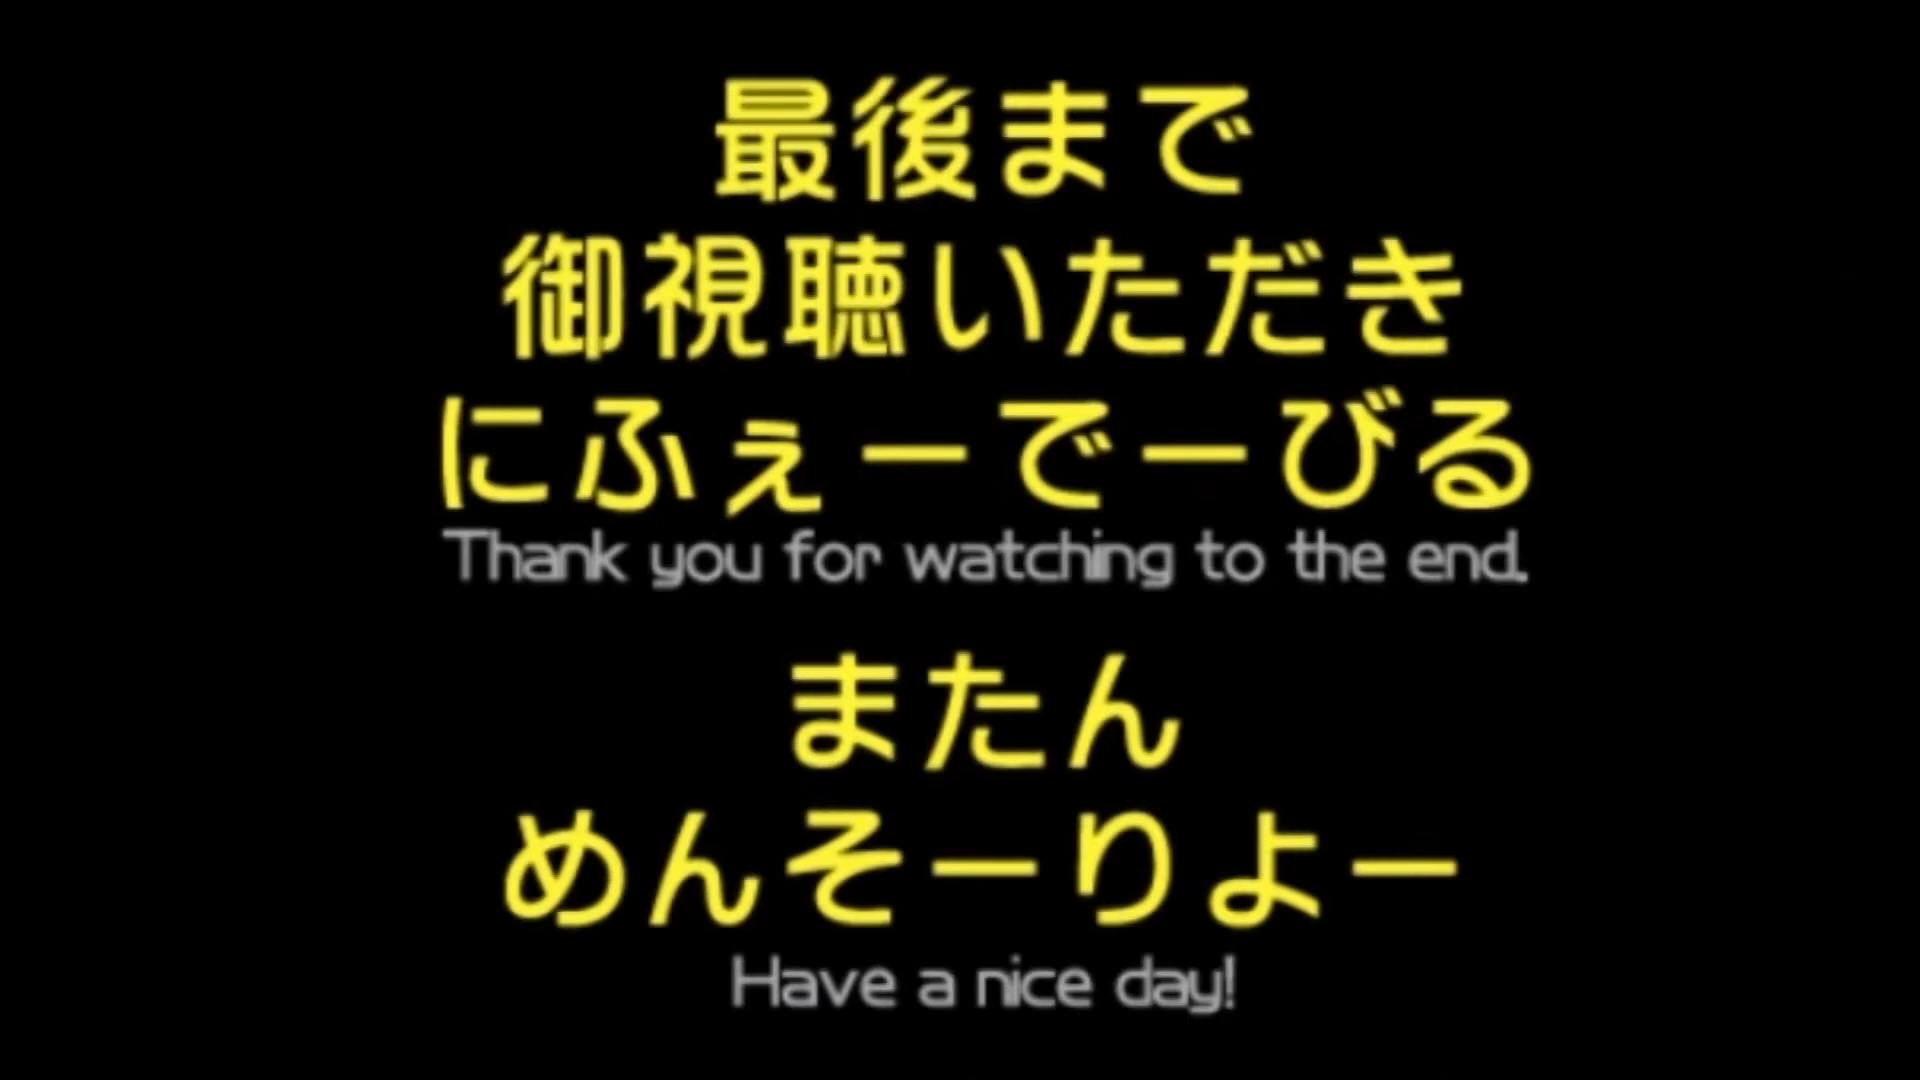 最後まで
御視聴いただき
にふぇーでーびる
Thank you for watching to the end.
またん
めんそーりよー
Have a nice day!